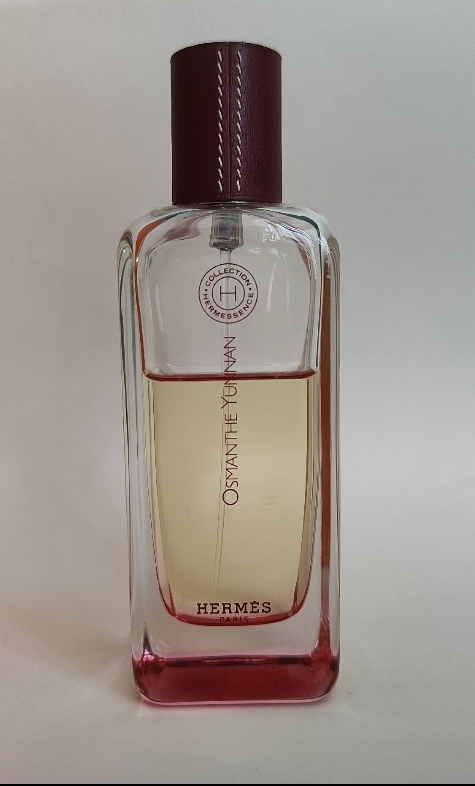 COLLECTION
H
HERMESSENCE
OSMANTHE YUNNAN
HERMÈS
PARIS